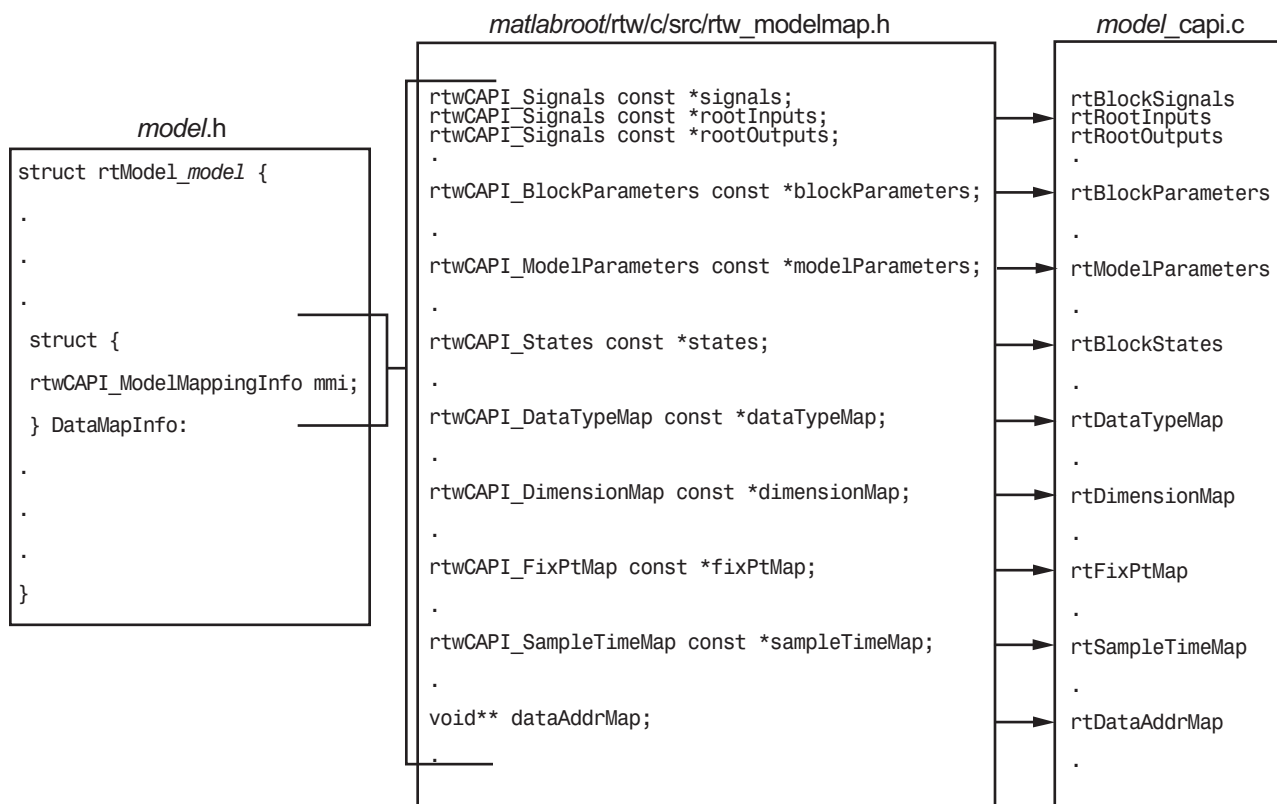 matlabroot/rtw/c/src/rtw_modelmap.h
model_capi.c
model.h
struct rtModel_model {
.
.
.
struct {
rtwCAPI_ModelMappingInfo mmi;
} DataMapInfo:
.
.
.
}
rtwCAPI_Signals const *signals;
rtwCAPI_Signals const *rootInputs;
rtwCAPI_Signals const *rootOutputs;
.
rtwCAPI_BlockParameters const *blockParameters;
.
rtwCAPI_ModelParameters const *modelParameters;
.
rtwCAPI_States const *states;
.
rtwCAPI_DataTypeMap const *dataTypeMap;
.
rtwCAPI_DimensionMap const *dimensionMap;
.
rtwCAPI_FixPtMap const *fixPtMap;
.
rtwCAPI_SampleTimeMap const *sampleTimeMap;
.
void** dataAddrMap;
.
rtBlockSignals
rtRootInputs
rtRootOutputs
.
rtBlockParameters
.
rtModelParameters
.
rtBlockStates
.
rtDataTypeMap
.
rtDimensionMap
.
rtFixPtMap
.
rtSampleTimeMap
.
rtDataAddrMap
.